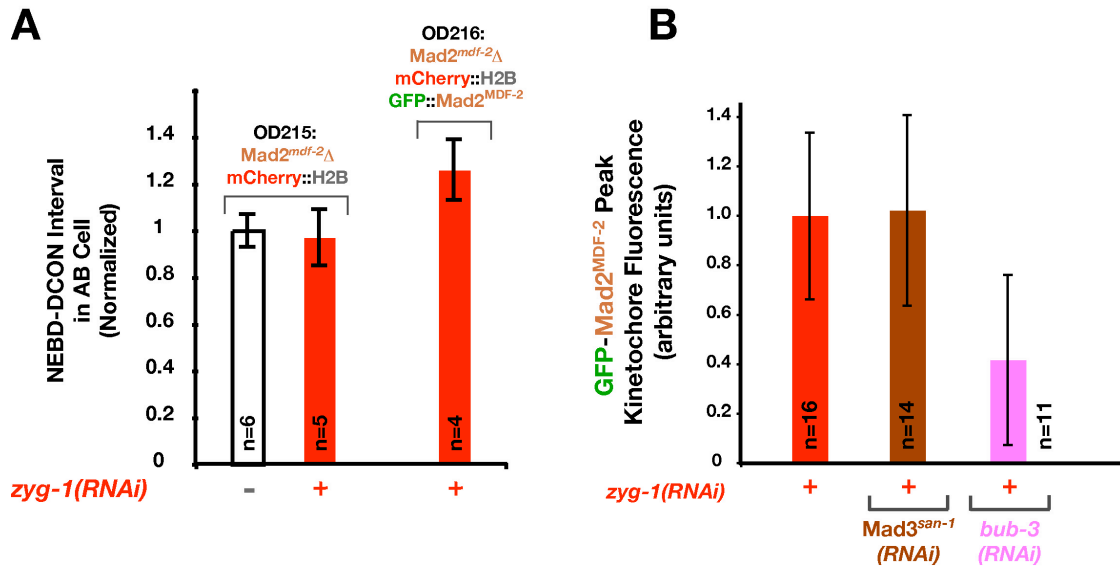 A
OD215:
Mad2mdf-2Δ
mCherry::H2B
OD216:
Mad2mdf-2Δ
mCherry::H2B
GFP::Mad2MDF-2
NEBD-DCON Interval
in AB Cell
(Normalized)
1.4
1.2
1
0.8
0.6
0.4
0.2
0
n=6
n=5
n=4
zyg-1(RNAi)
-
+
+
B
GFP-Mad2MDF-2 Peak
Kinetochore Fluorescence
(arbitrary units)
1.4
1.2
1.0
0.8
0.6
0.4
0.2
0
n=16
n=14
n=11
zyg-1(RNAi)
+
+
+
Mad3san-1
(RNAi)
bub-3
(RNAi)